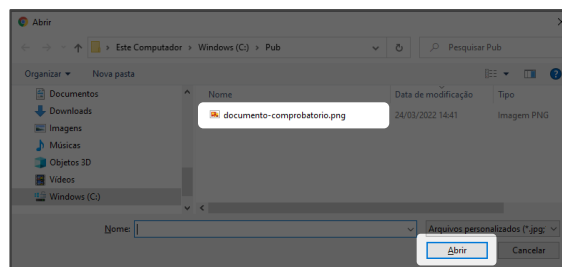 Abrir
Este Computador > Windows (C:) > Pub
Pesquisar Pub
Organizar
Nova pasta
Documentos
Downloads
Imagens
Músicas
Objetos 3D
Vídeos
Windows (C:)
Nome Data de modificação Tipo
documento-comprobatorio.png 24/03/2022 14:41 Imagem PNG
Nome:
Arquivos personalizados (*.jpg;
Abrir Cancelar